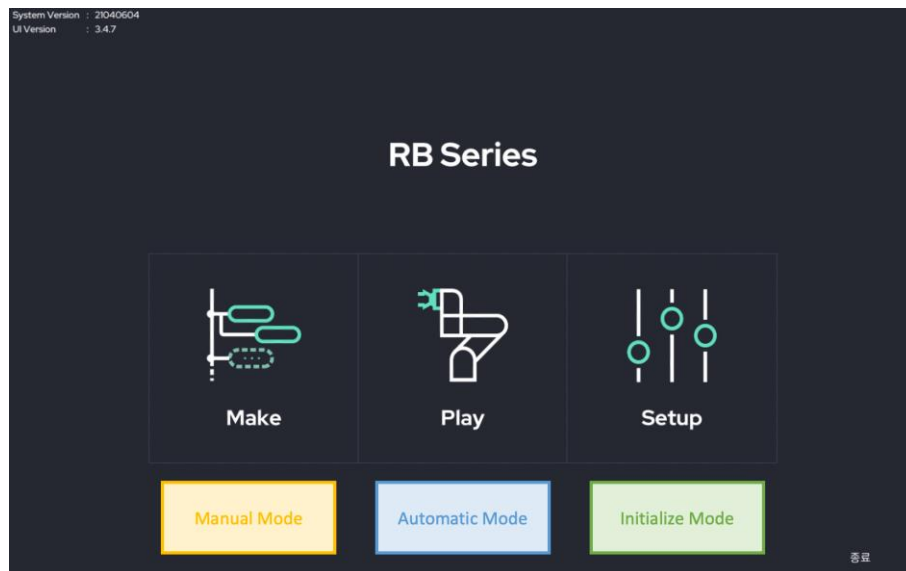 System Version : 21040604
UI Version : 3.4.7
RB Series
Make
Play
Setup
Manual Mode
Automatic Mode
Initialize Mode
종료